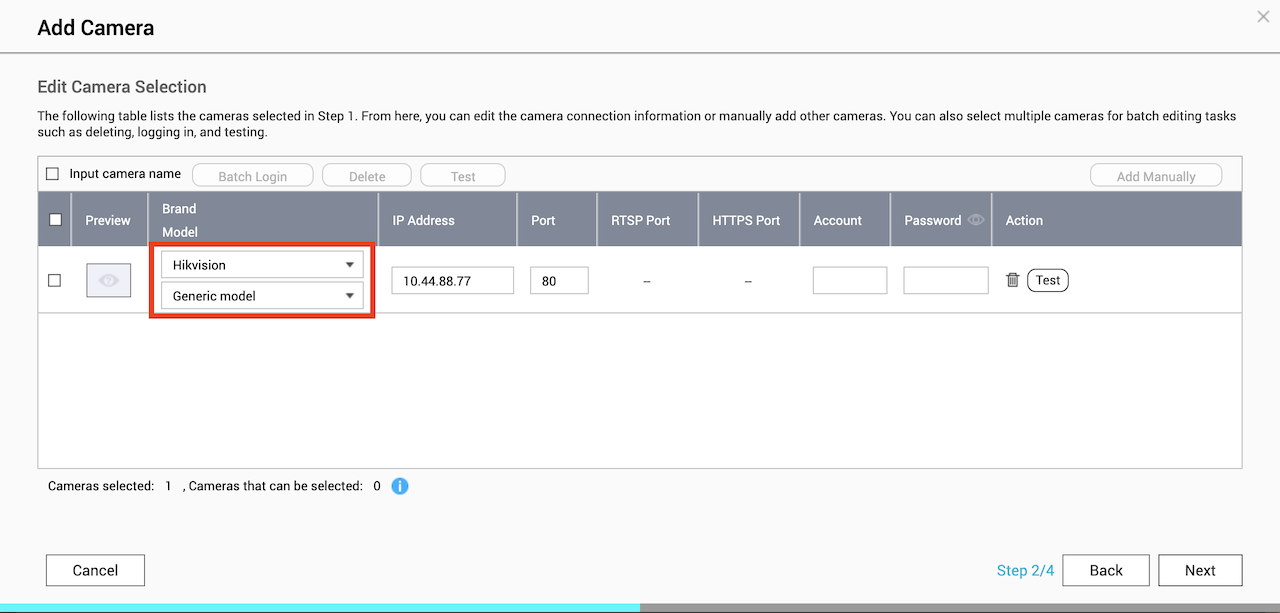 Add Camera
Edit Camera Selection
The following table lists the cameras selected in Step 1. From here, you can edit the camera connection information or manually add other cameras. You can also select multiple cameras for batch editing tasks
such as deleting, logging in, and testing.
Input camera name Batch Login Delete Test Add Manually
Preview Brand Model IP Address Port RTSP Port HTTPS Port Account Password Action
Hikvision
Generic model 10.44.88.77 80 -- -- Test
Cameras selected: 1 , Cameras that can be selected: 0
Cancel Step 2/4 Back Next